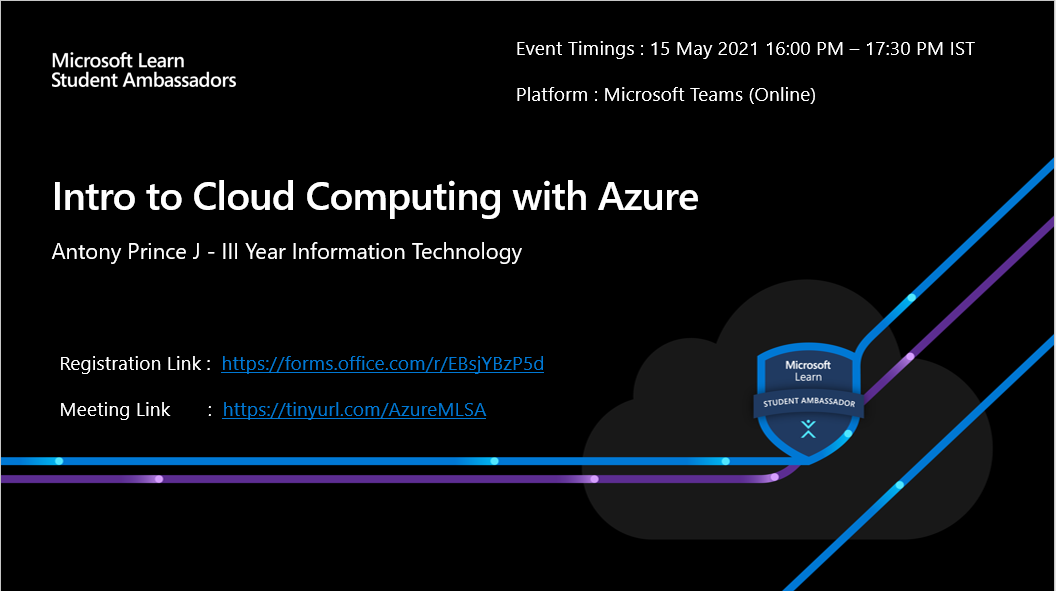 Microsoft Learn
Student Ambassadors
Event Timings : 15 May 2021 16:00 PM – 17:30 PM IST
Platform : Microsoft Teams (Online)
Intro to Cloud Computing with Azure
Antony Prince J - III Year Information Technology
Registration Link : https://forms.office.com/r/EBsjYBzP5d
Meeting Link : https://tinyurl.com/AzureMLSA
Microsoft
Learn
STUDENT AMBASSADOR